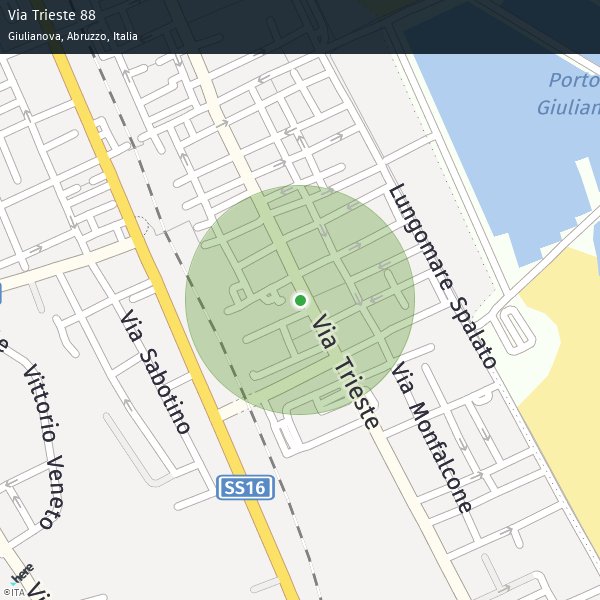 Via Trieste 88
Giulianova, Abruzzo, Italia
Porto
Lungomare Spalato
Via Trieste
Via Sabotino
Via Monfalcone
Vittorio Veneto
SS16
here
©ITA